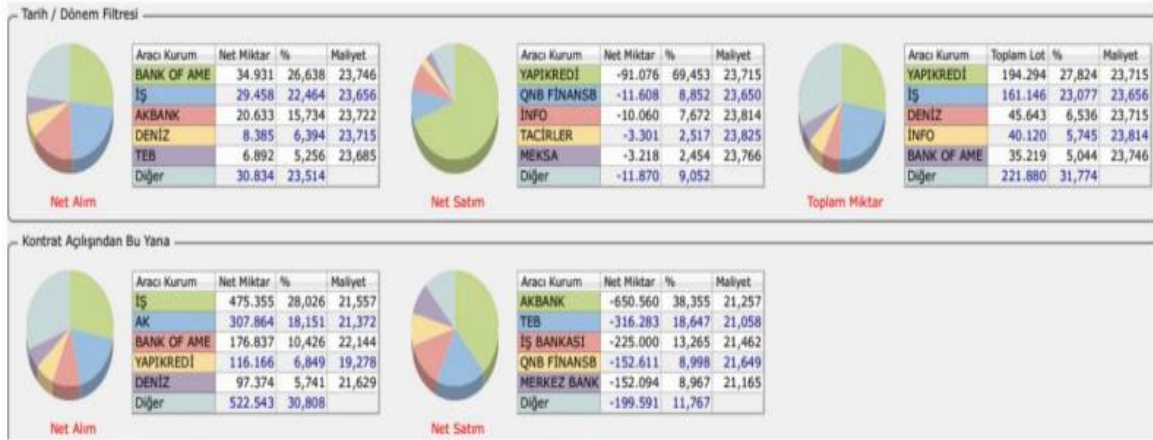 Tarih / Dönem Filtresi
Aracı Kurum Net Miktar % Maliyet
BANK OF AME 34.931 26,638 23,746
İŞ 29.458 22,464 23,656
AKBANK 20.633 15,734 23,722
DENİZ 8.385 6,394 23,715
TEB 6.892 5,256 23,685
Diğer 30.834 23,514
Net Alım
Aracı Kurum Net Miktar % Maliyet
YAPIKREDİ -91.076 69,453 23,715
QNB FİNANSB -11.608 8,852 23,650
İNFO -10.060 7,672 23,814
TACİRLER -3.301 2,517 23,825
MEKSA -3.218 2,454 23,766
Diğer -11.870 9,052
Net Satım
Aracı Kurum Toplam Lot % Maliyet
YAPIKREDİ 194.294 27,824 23,715
İŞ 161.146 23,077 23,656
DENİZ 45.643 6,536 23,715
İNFO 40.120 5,745 23,814
BANK OF AME 35.219 5,044 23,746
Diğer 221.880 31,774
Toplam Miktar
Kontrat Açılışından Bu Yana
Aracı Kurum Net Miktar % Maliyet
İŞ 475.355 28,026 21,557
AK 307.864 18,151 21,372
BANK OF AME 176.837 10,426 22,144
YAPIKREDİ 116.166 6,849 19,278
DENİZ 97.374 5,741 21,629
Diğer 522.543 30,808
Net Alım
Aracı Kurum Net Miktar % Maliyet
AKBANK -650.560 38,355 21,257
TEB -316.283 18,647 21,058
İŞ BANKASI -225.000 13,265 21,462
QNB FİNANSB -152.611 8,998 21,649
MERKEZ BANK -152.094 8,967 21,165
Diğer -199.591 11,767
Net Satım